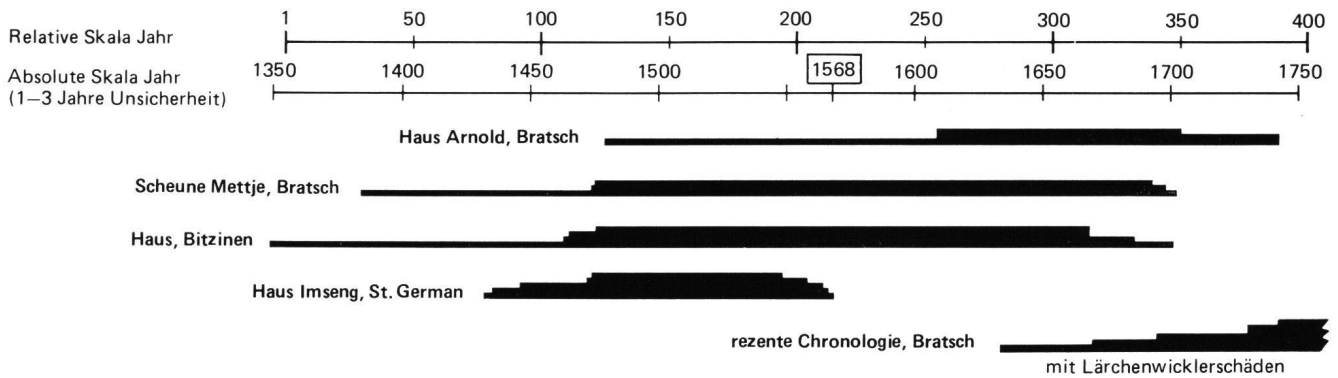 1 50 100 150 200 250 300 350 400
Relative Skala Jahr
1350 1400 1450 1500 1568 1600 1650 1700 1750
Absolute Skala Jahr
(1—3 Jahre Unsicherheit)
Haus Arnold, Bratsch
Scheune Mettje, Bratsch
Haus, Bitzinen
Haus Imseng, St. German
rezente Chronologie, Bratsch
mit Lärchenwicklerschäden